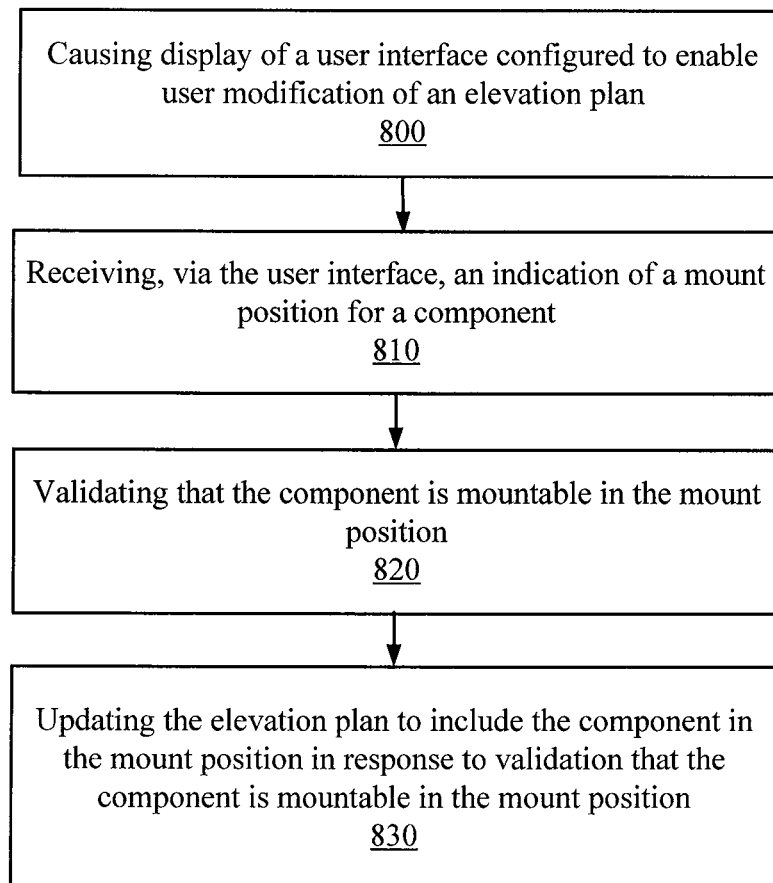 Causing display of a user interface configured to enable
user modification of an elevation plan
800
Receiving, via the user interface, an indication of a mount
position for a component
810
Validating that the component is mountable in the mount
position
820
Updating the elevation plan to include the component in
the mount position in response to validation that the
component is mountable in the mount position
830